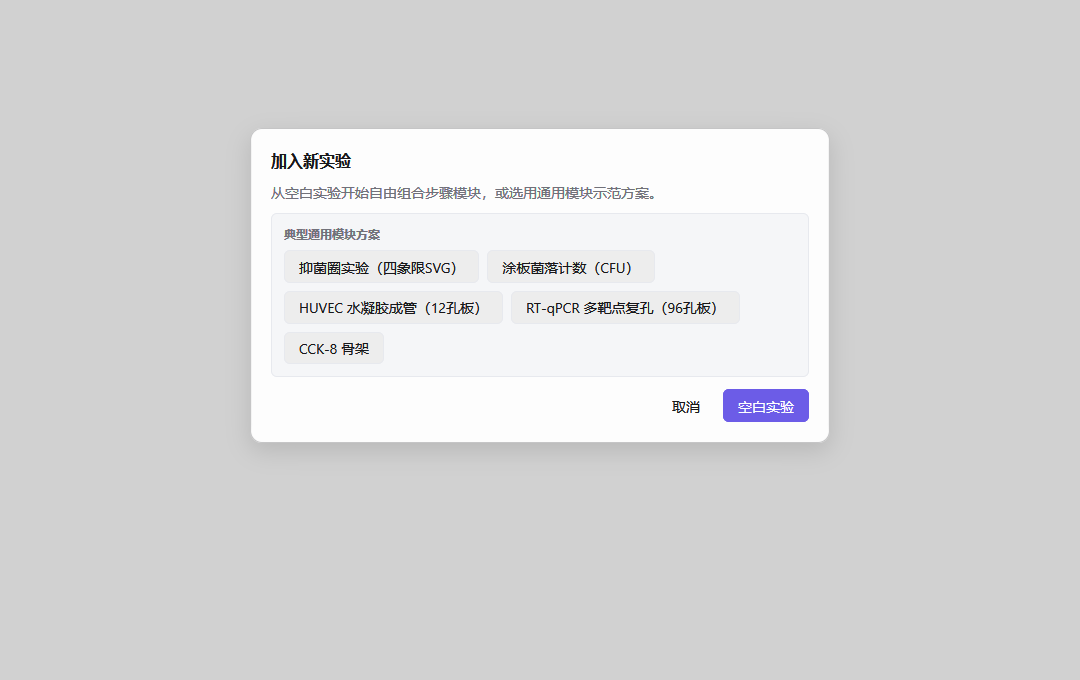 加入新实验
从空白实验开始自由组合步骤模块，或选用通用模块示范方案。
典型通用模块方案
抑菌圈实验（四象限SVG） 涂板菌落计数（CFU）
HUVEC 水凝胶成管（12孔板） RT-qPCR 多靶点复孔（96孔板）
CCK-8 骨架
取消 空白实验